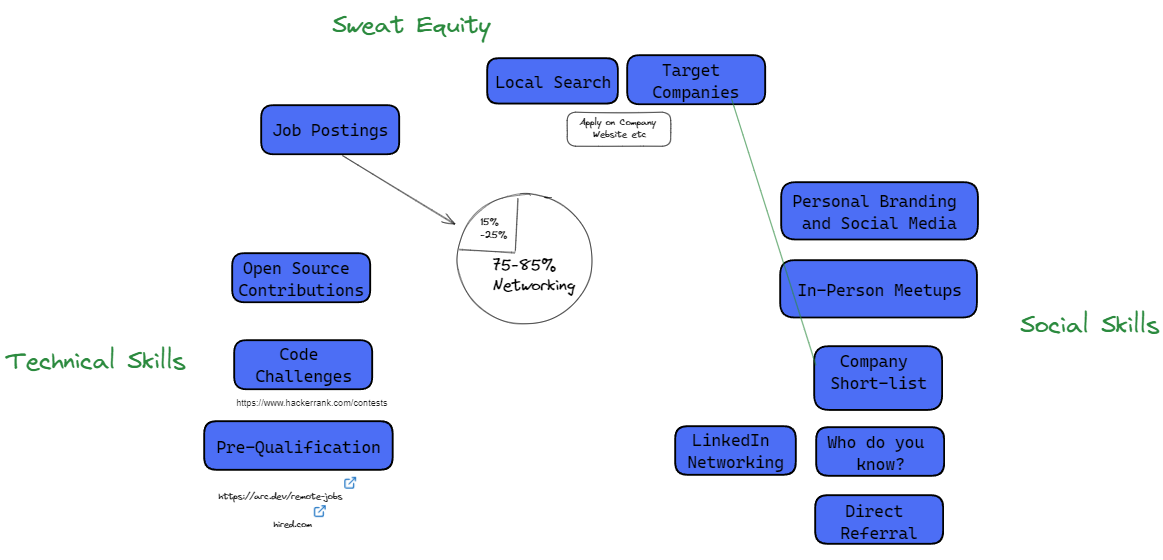 Sweat Equity
Local Search
Target
Companies
Apply on Company
Website etc
Job Postings
15%
-25%
75-85%
Networking
Personal Branding
and Social Media
In-Person Meetups
Social Skills
Company
Short-list
LinkedIn
Networking
Who do you
know?
Direct
Referral
Open Source
Contributions
Technical Skills
Code
Challenges
https://www.hackerrank.com/contests
Pre-Qualification
https://arc.dev/remote-jobs
hired.com